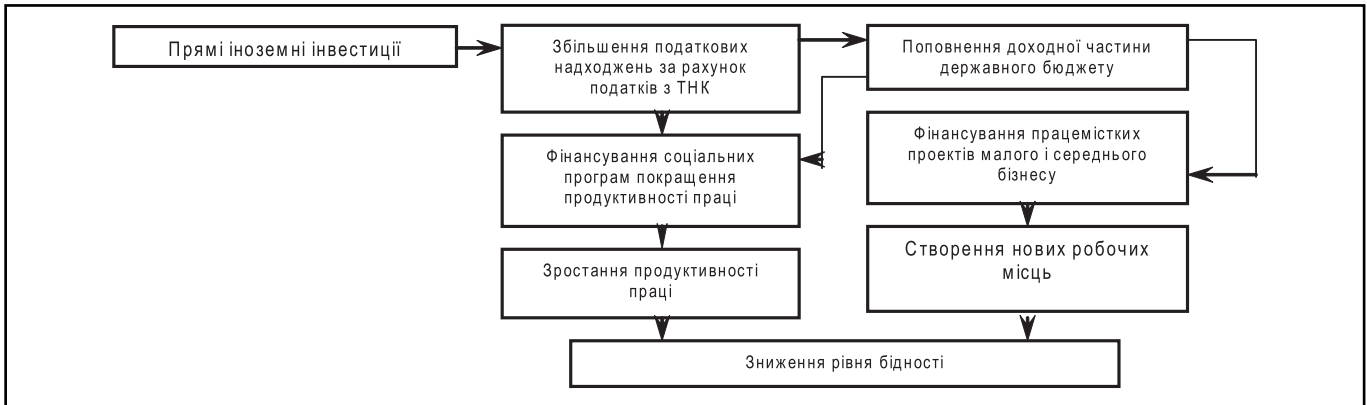 Прямі іноземні інвестиції
Збільшення податкових
надходжень за рахунок
податків з ТНК
Поповнення доходної частини
державного бюджету
Фінансування соціальних
програм покращення
продуктивності праці
Фінансування працемістких
проектів малого і середнього
бізнесу
Зростання продуктивності
праці
Створення нових робочих
місць
Зниження рівня бідності